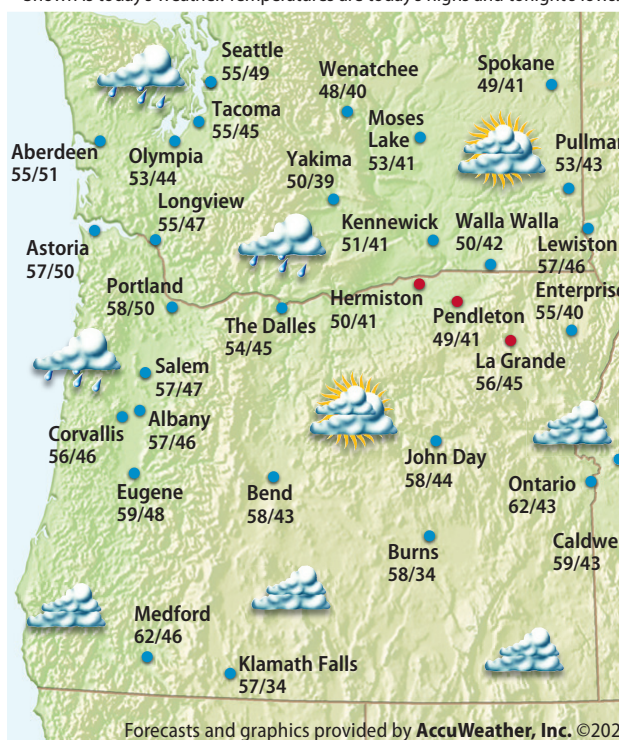 Seattle
55/49
Wenatchee
48/40
Spokane
49/41
Tacoma
55/45
Moses
Lake
53/41
Aberdeen
55/51
Olympia
53/44
Yakima
50/39
53/43
Longview
55/47
Kennewick
51/41
Walla Walla
50/42
Lewiston
57/46
Astoria
57/50
Portland
58/50
The Dalles
54/45
Hermiston
50/41
Pendleton
49/41
Enterprise
55/40
La Grande
56/45
Salem
57/47
Albany
57/46
Corvallis
56/46
Eugene
59/48
Bend
58/43
John Day
58/44
Ontario
62/43
Burns
58/34
59/43
Medford
62/46
Klamath Falls
57/34
Forecasts and graphics provided by AccuWeather, Inc.